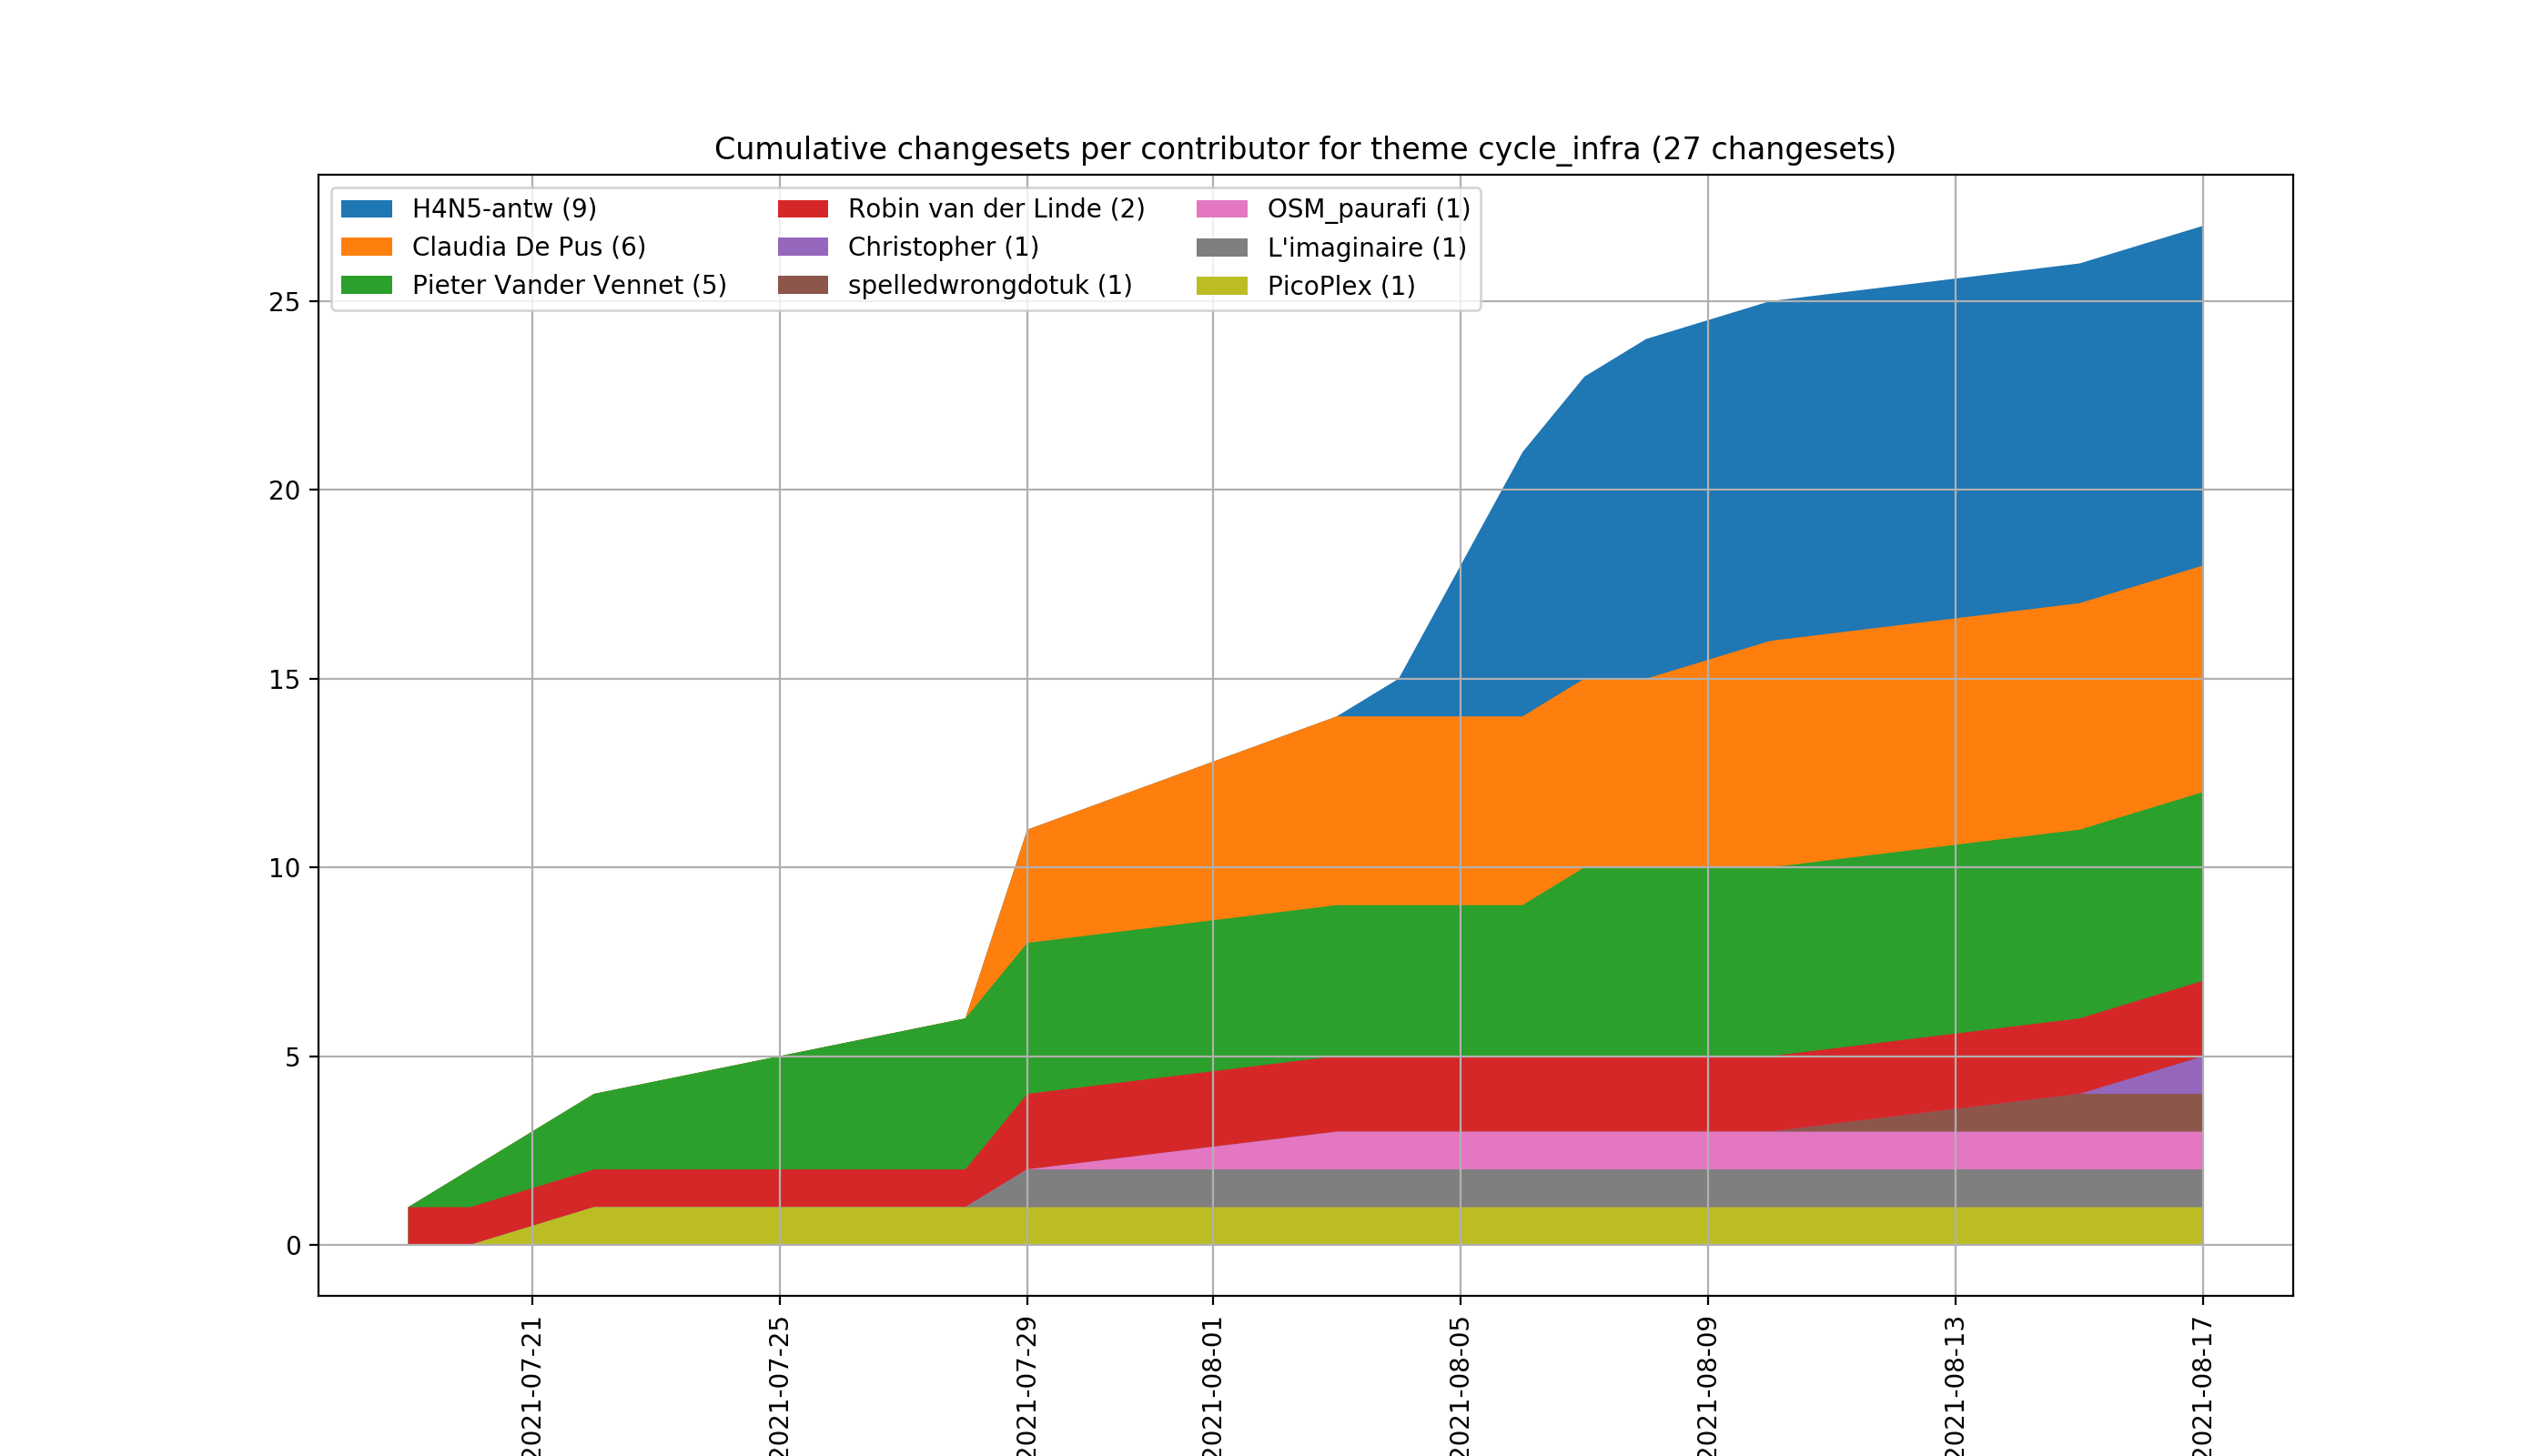 Cumulative changesets per contributor for theme cycle_infra (27 changesets)
H4N5-antw (9)
Claudia De Pus (6)
Pieter Vander Vennet (5)
Robin van der Linde (2)
Christopher (1)
spelledwrongdotuk (1)
OSM_paurafi (1)
L'imaginaire (1)
PicoPlex (1)
25
20
15
10
5
0
2021-07-21
2021-07-25
2021-07-29
2021-08-01
2021-08-05
2021-08-09
2021-08-13
2021-08-17